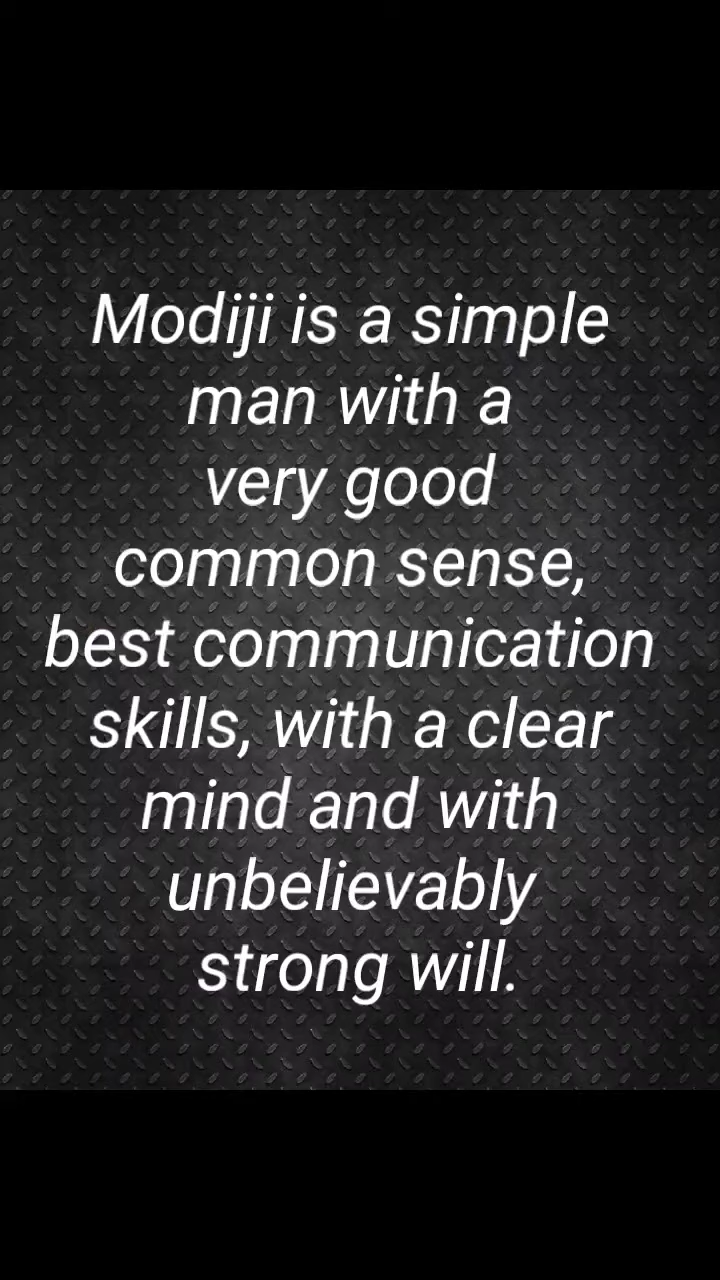 Modiji is a simple
man with a
very good
common sense,
best communication
skills, with a clear
mind and with
unbelievably
strong will.